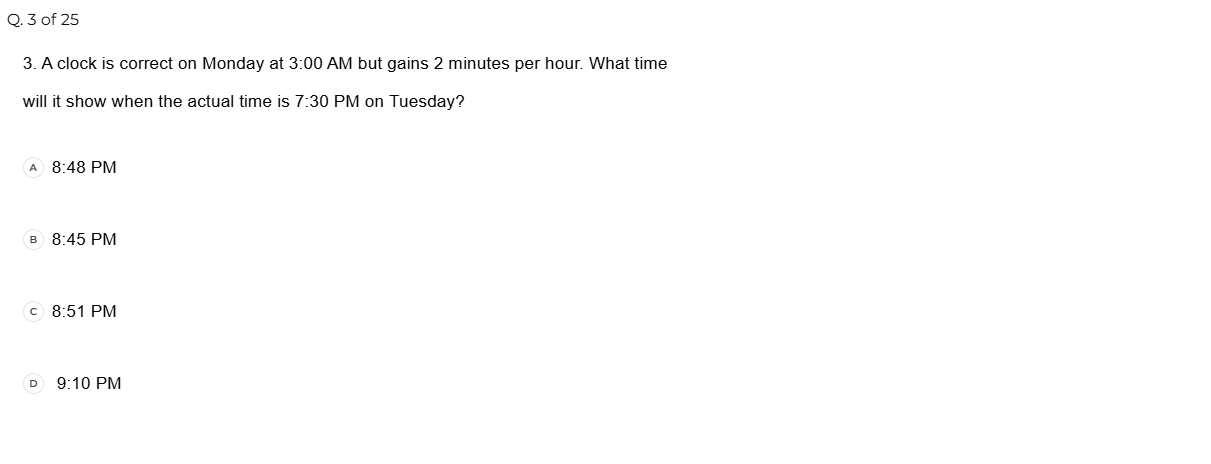 Q. 3 of 25
3. A clock is correct on Monday at 3:00 AM but gains 2 minutes per hour. What time
will it show when the actual time is 7:30 PM on Tuesday?
A 8:48 PM
B 8:45 PM
C 8:51 PM
D 9:10 PM